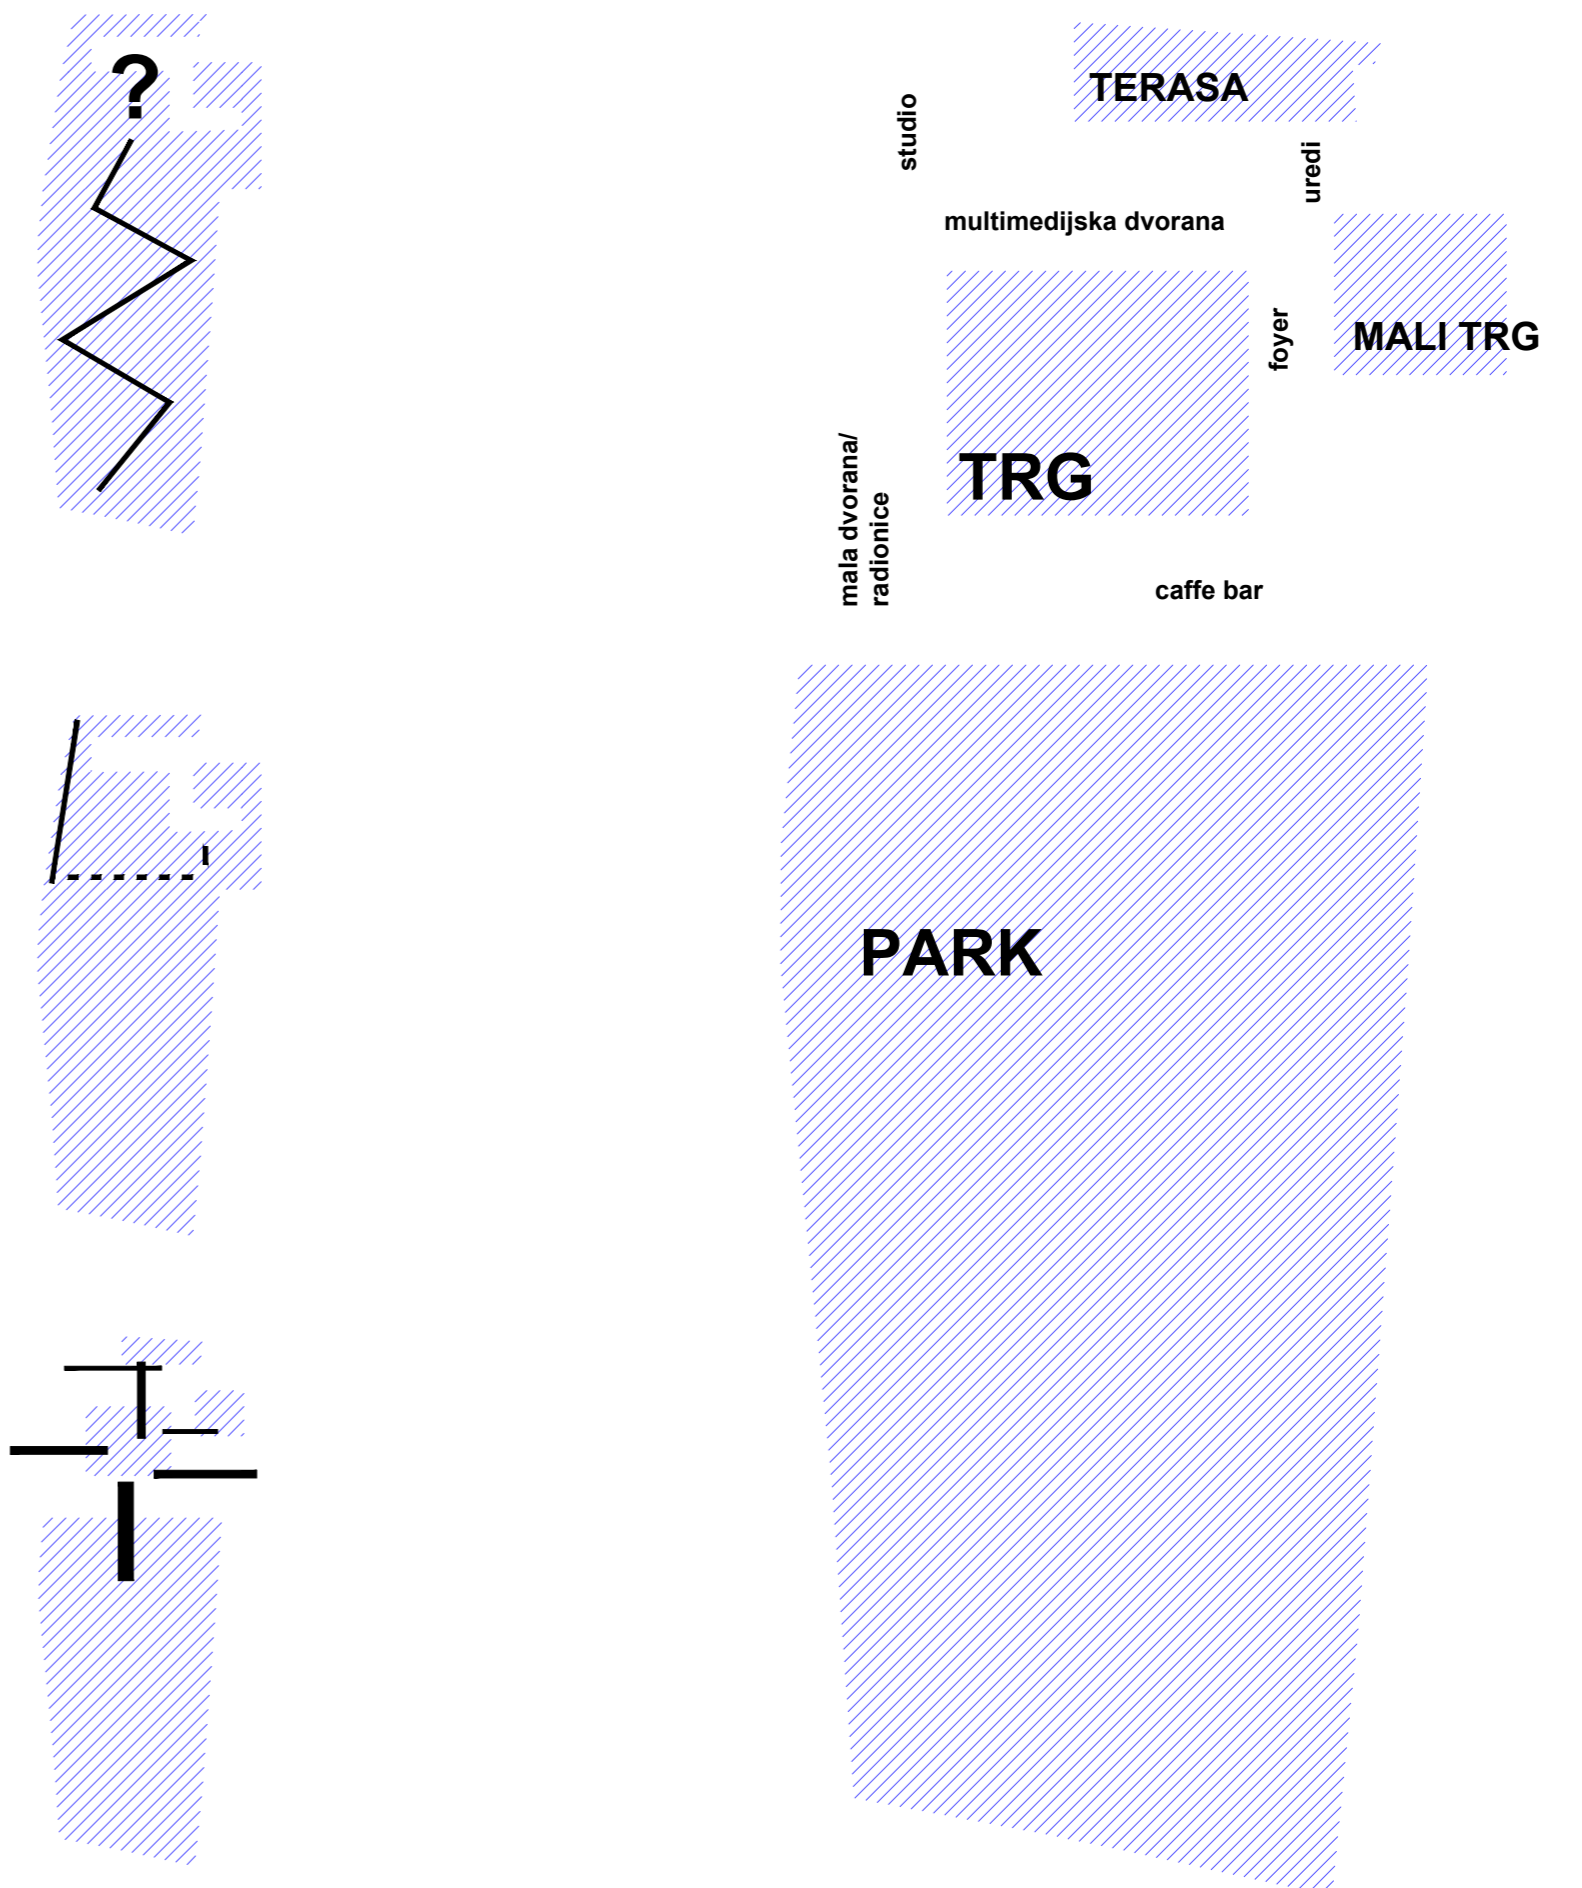 ?
TERASA
studio
uredi
multimedijska dvorana
foyer
MALI TRG
TRG
mala dvorana/
radionice
caffe bar
PARK